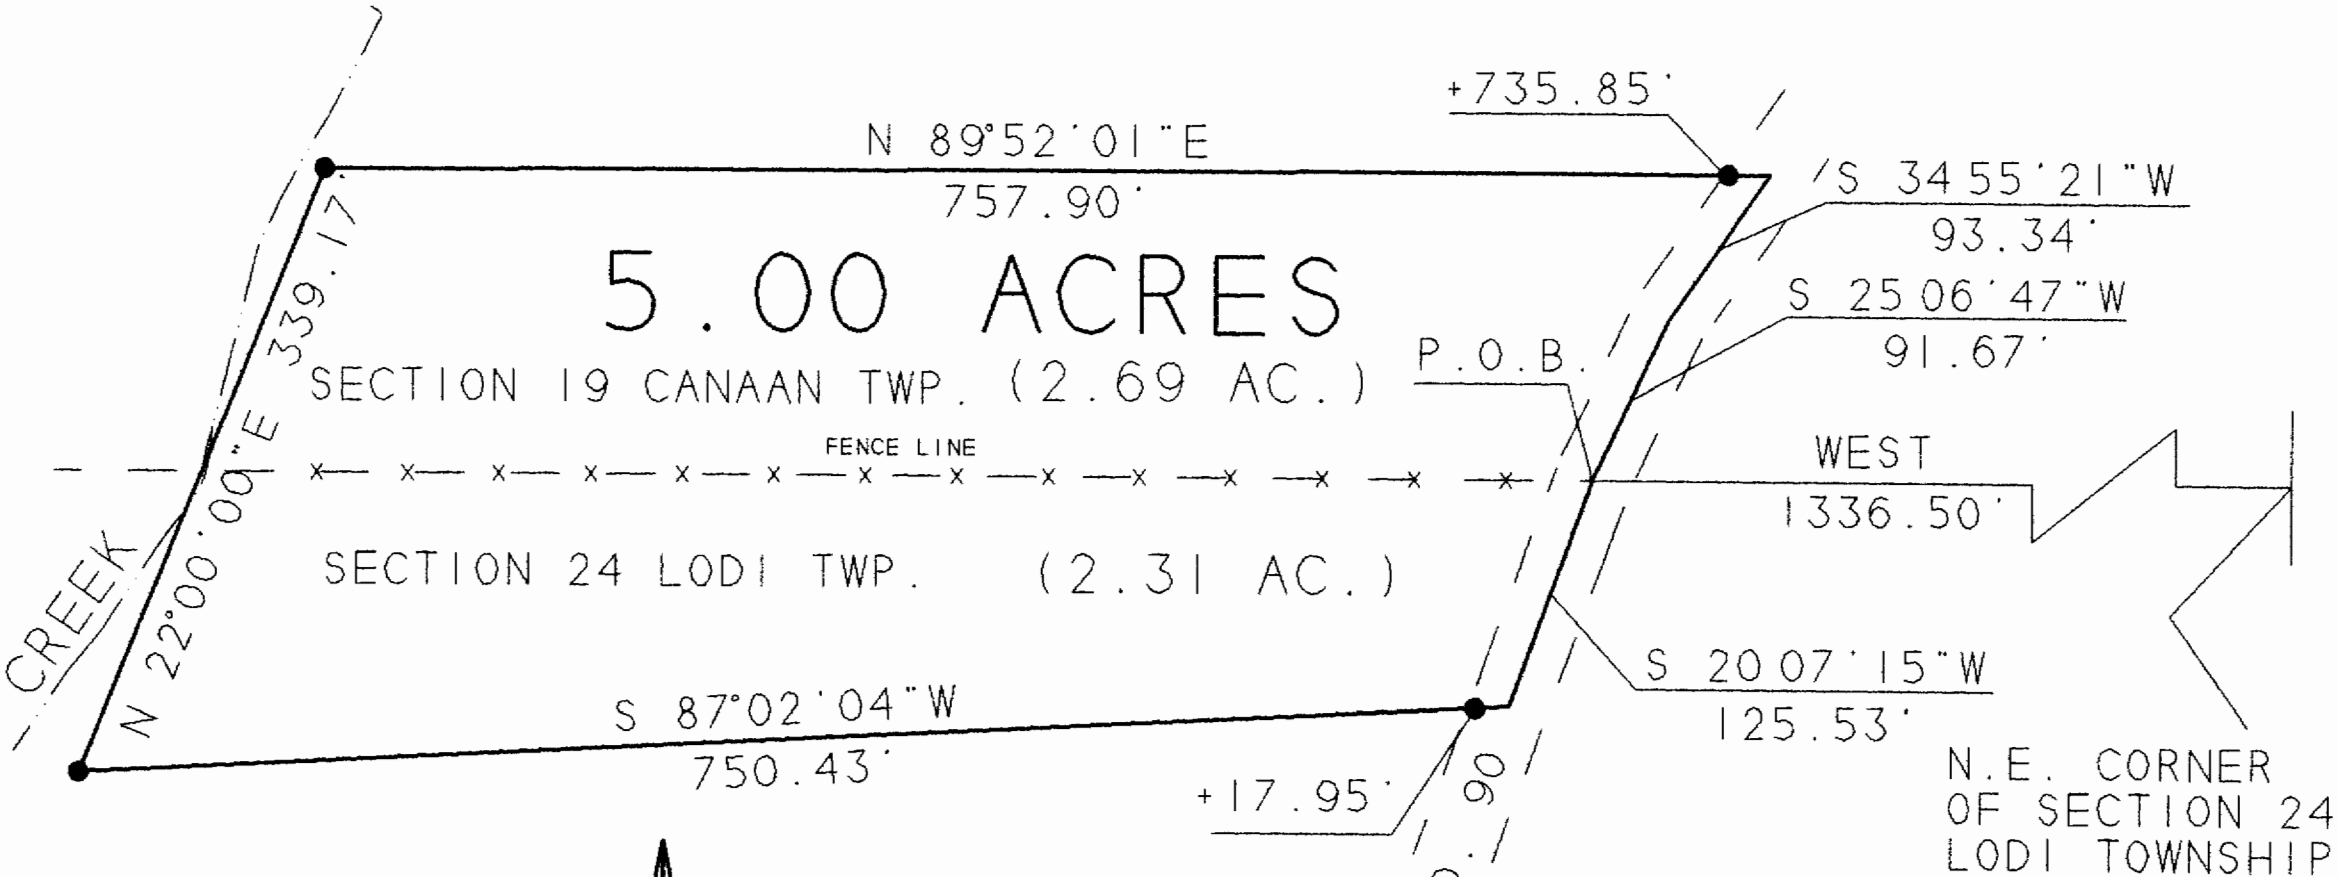 +735.85'
N 89°52'01"E
757.90'
S 34 55'21"W
93.34'
339.17'
5.00 ACRES
S 25 06'47"W
91.67'
P.O.B.
SECTION 19 CANAAN TWP. (2.69 AC.)
FENCE LINE
x x x x x x x x x x x x x x
WEST
1336.50'
N 22°00'00"E
CREEK
SECTION 24 LODI TWP. (2.31 AC.)
S 20 07'15"W
125.53'
S 87°02'04"W
750.43'
+17.95'
90
N.E. CORNER
OF SECTION 24
LODI TOWNSHIP